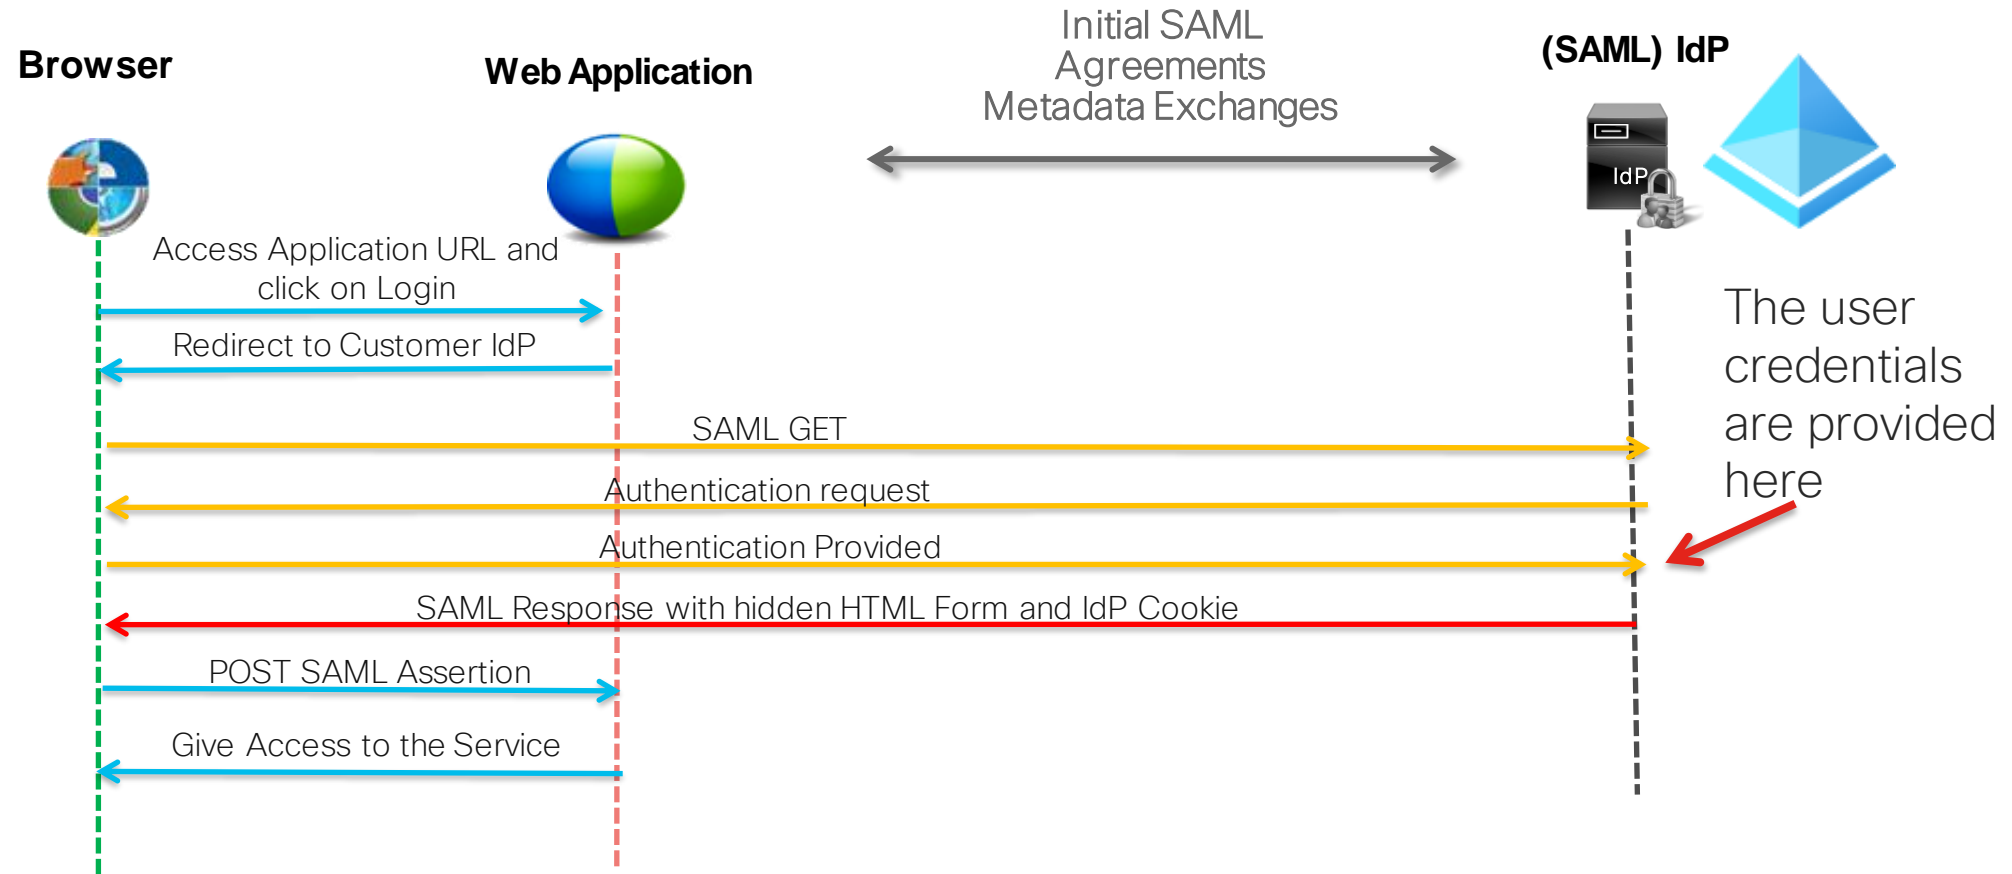 Initial SAML
Agreements
Metadata Exchanges
Browser
Web Application
(SAML) IdP
IdP
Access Application URL and
click on Login
Redirect to Customer IdP
The user
credentials
are provided
here
SAML GET
Authentication request
Authentication Provided
SAML Response with hidden HTML Form and IdP Cookie
POST SAML Assertion
Give Access to the Service